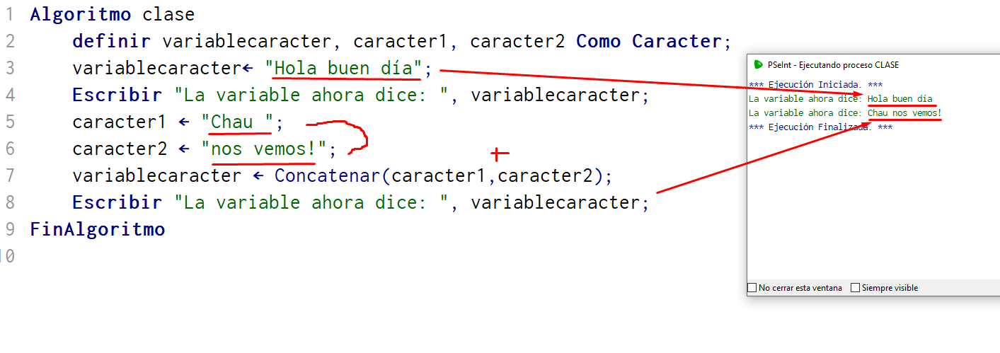 1 Algoritmo clase
2 definir variablecaracter, caracter1, caracter2 Como Caracter;
3 variablecaracter← "Hola buen día";
4 Escribir "La variable ahora dice: ", variablecaracter;
5 caracter1 ← "Chau ";
6 caracter2 ← "nos vemos!";
7 variablecaracter ← Concatenar(caracter1,caracter2);
8 Escribir "La variable ahora dice: ", variablecaracter;
9 FinAlgoritmo
10
+
PSeInt - Ejecutando proceso CLASE
*** Ejecución Iniciada. ***
La variable ahora dice: Hola buen día
La variable ahora dice: Chau nos vemos!
*** Ejecución Finalizada. ***
No cerrar esta ventana Siempre visible